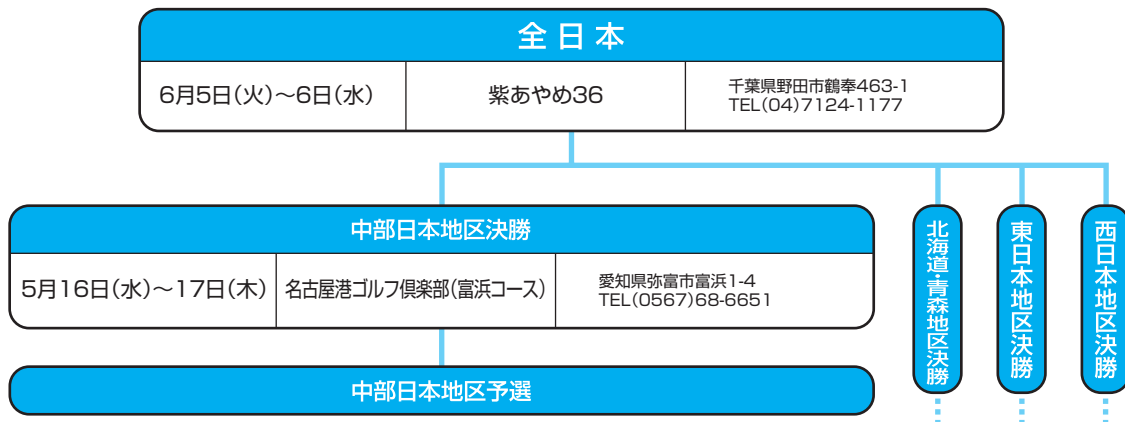 全日本
6月5日(火)～6日(水)
紫あやめ36
千葉県野田市鶴奉463-1
TEL(04)7124-1177
中部日本地区決勝
5月16日(水)～17日(木)
名古屋港ゴルフ倶楽部(富浜コース)
愛知県弥富市富浜1-4
TEL(0567)68-6651
中部日本地区予選
北海道・青森地区決勝
東日本地区決勝
西日本地区決勝